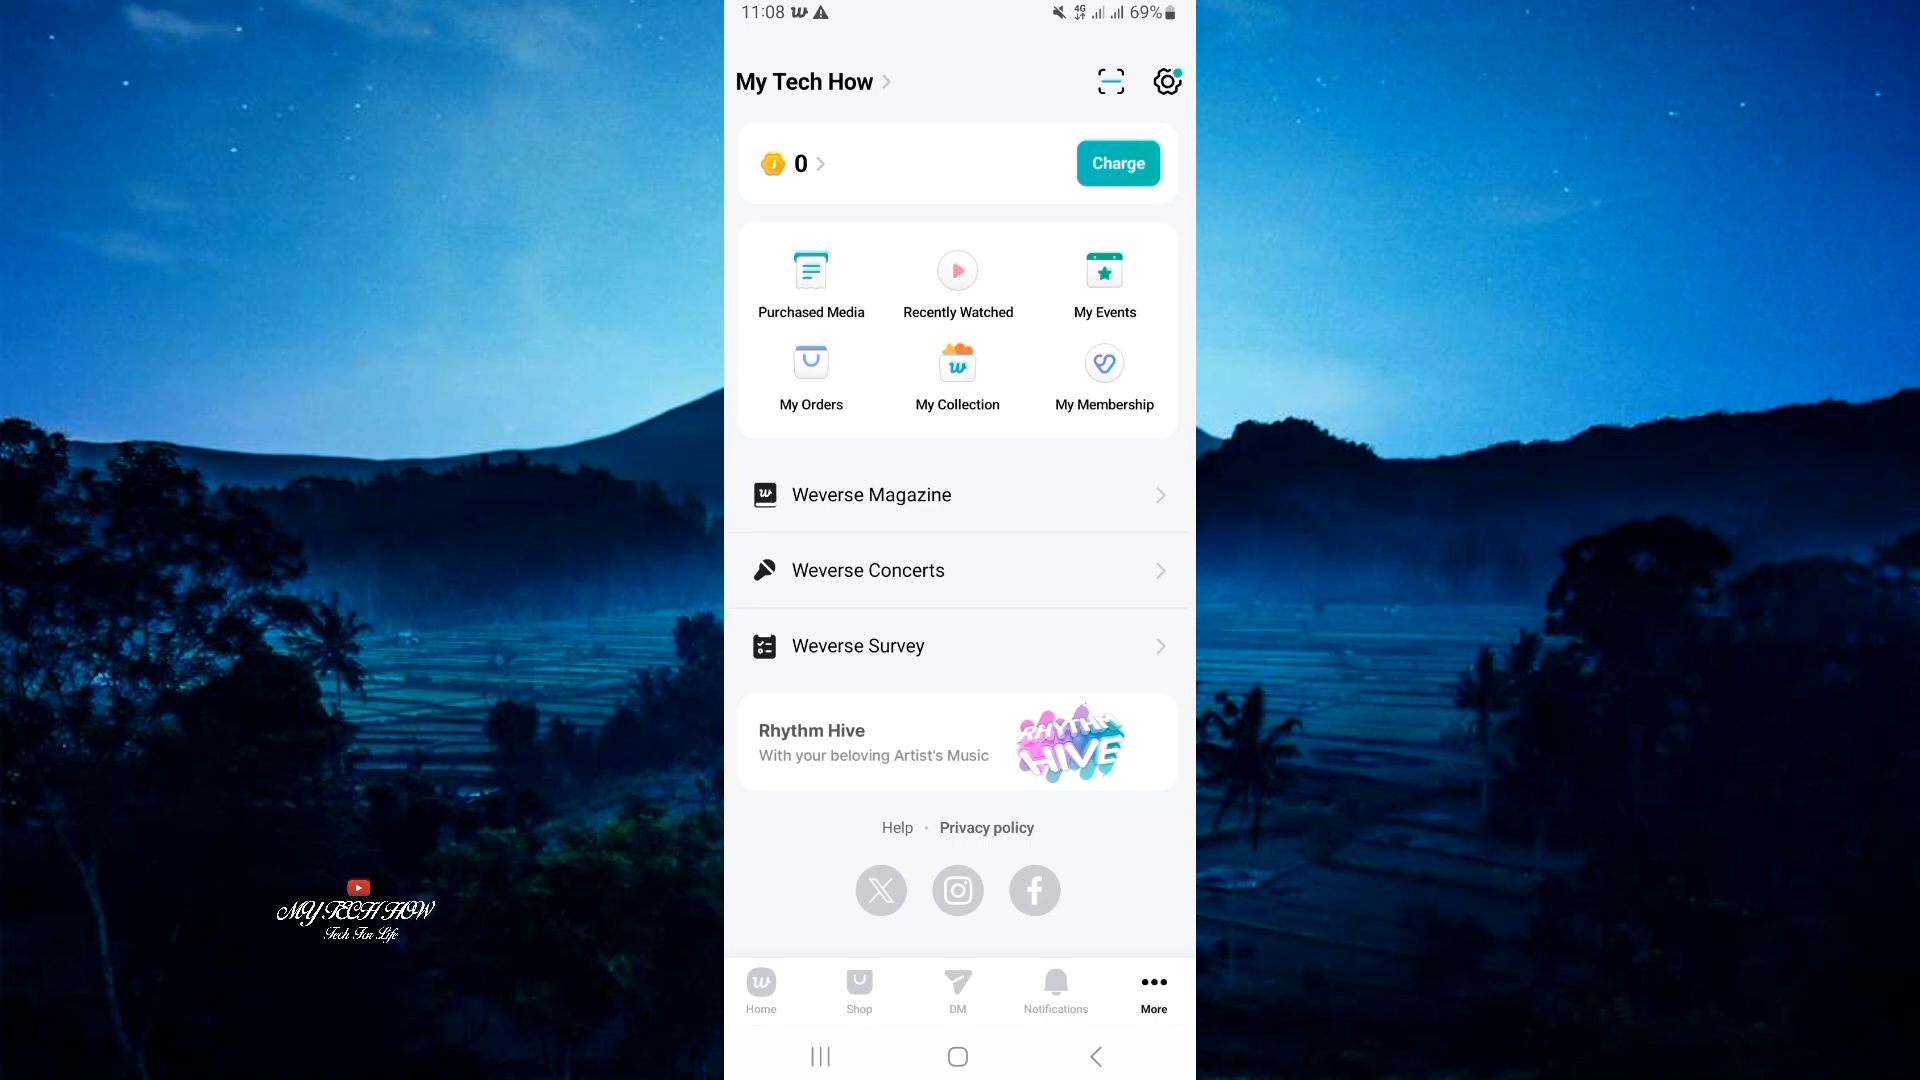 11:08 4G 69%
My Tech How
J 0 Charge
Purchased Media Recently Watched My Events
My Orders My Collection My Membership
Weverse Magazine
Weverse Concerts
Weverse Survey
Rhythm Hive
With your beloving Artist's Music
RHYTHM
HIVE
Help • Privacy policy
MY TECH HOW
Tech For Life
Home Shop DM Notifications More